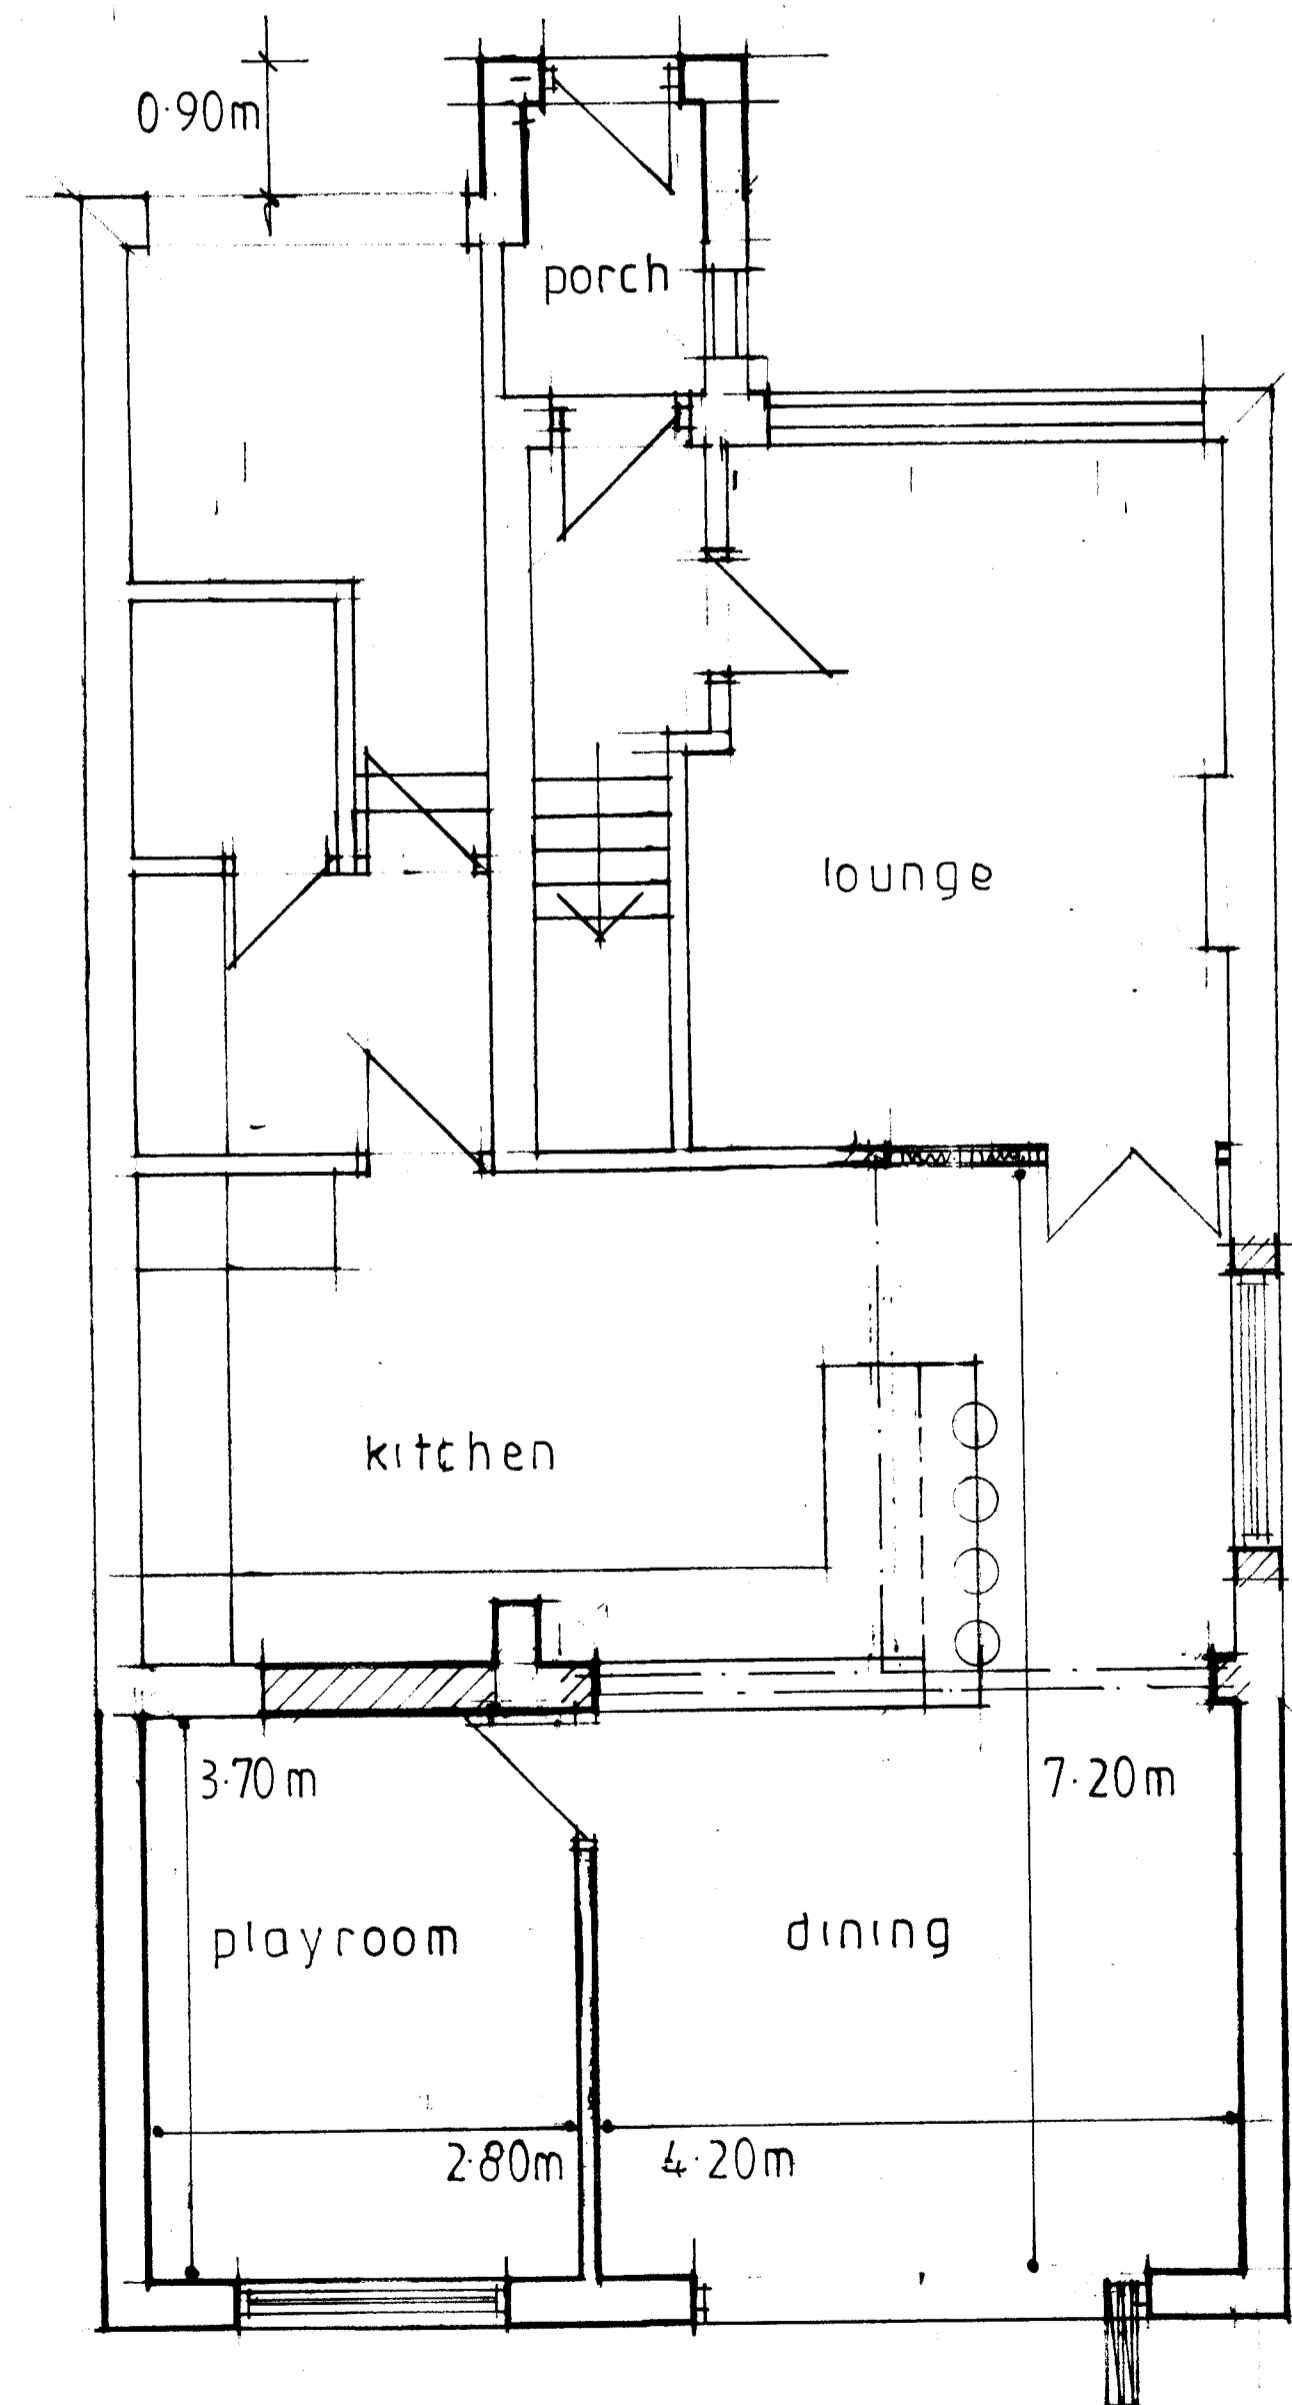 0.90m
porch
lounge
kitchen
3.70m
7.20m
playroom
dining
2.80m
4.20m